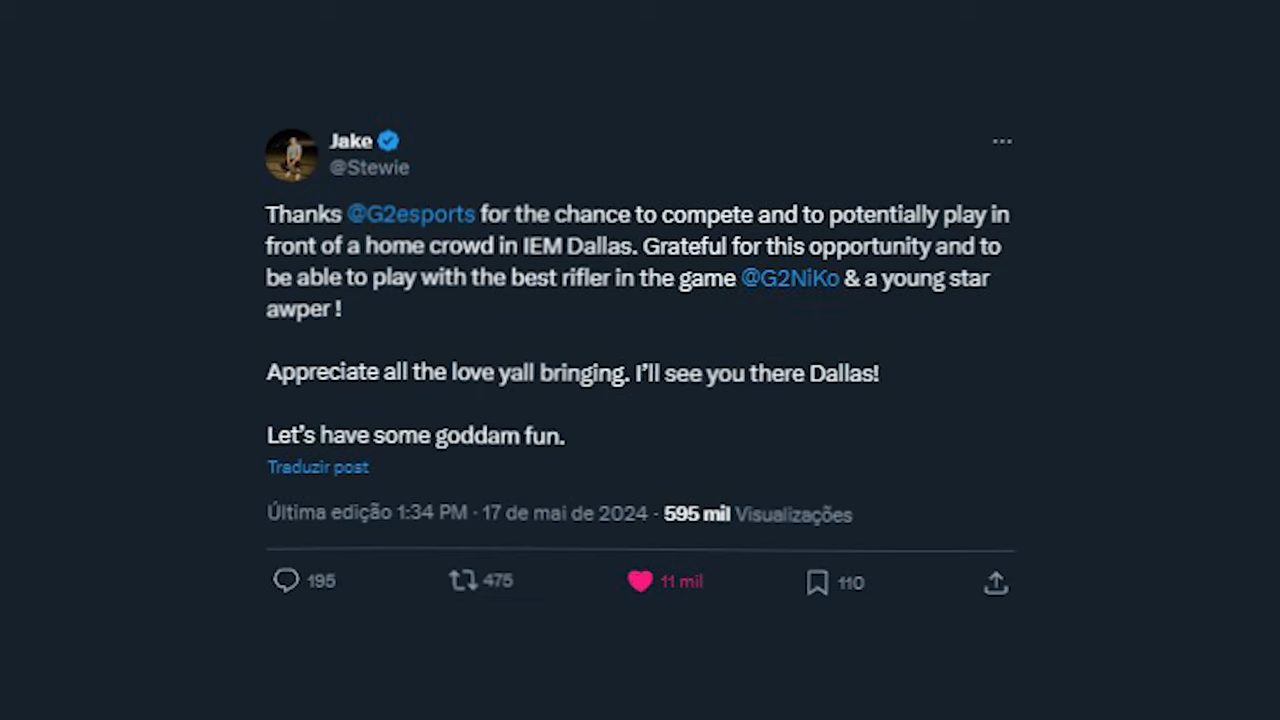 Jake
@Stewie
Thanks @G2esports for the chance to compete and to potentially play in
front of a home crowd in IEM Dallas. Grateful for this opportunity and to
be able to play with the best rifler in the game @G2NiKo & a young star
awper !
Appreciate all the love yall bringing. I'll see you there Dallas!
Let's have some goddam fun.
Traduzir post
Última edição 1:34 PM · 17 de mai de 2024 · 595 mil Visualizações
195 475 11 mil 110